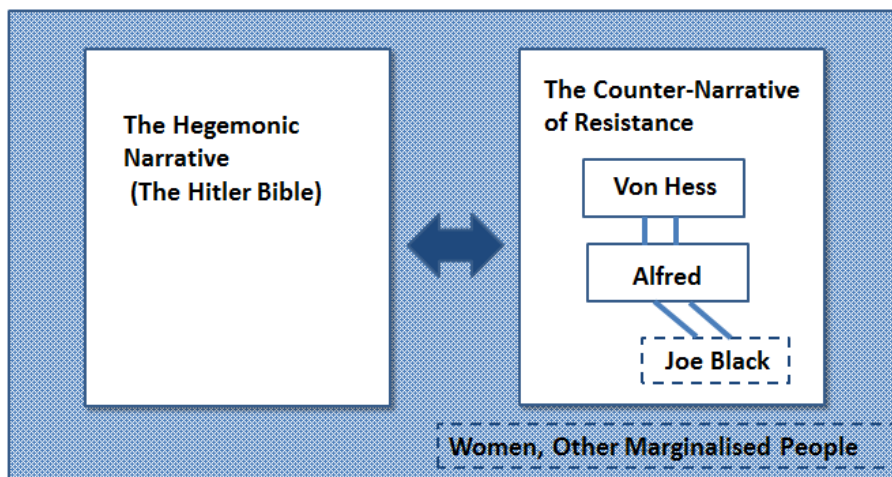 The Hegemonic
Narrative
(The Hitler Bible)
The Counter-Narrative
of Resistance
Von Hess
Alfred
Joe Black
Women, Other Marginalised People